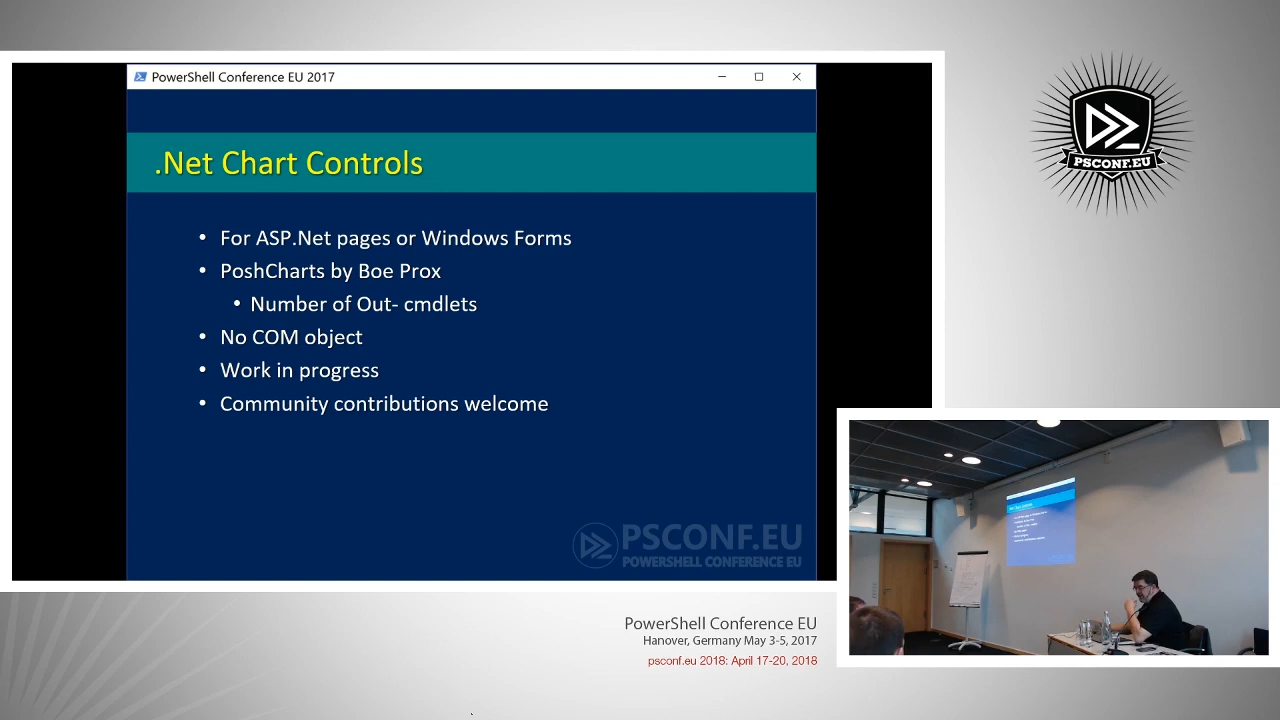 PowerShell Conference EU 2017
.Net Chart Controls
• For ASP.Net pages or Windows Forms
• PoshCharts by Boe Prox
• Number of Out- cmdlets
• No COM object
• Work in progress
• Community contributions welcome
PSCONF.EU
POWERSHELL CONFERENCE EU
PSCONF.EU
PowerShell Conference EU
Hanover, Germany May 3-5, 2017
psconf.eu 2018: April 17-20, 2018